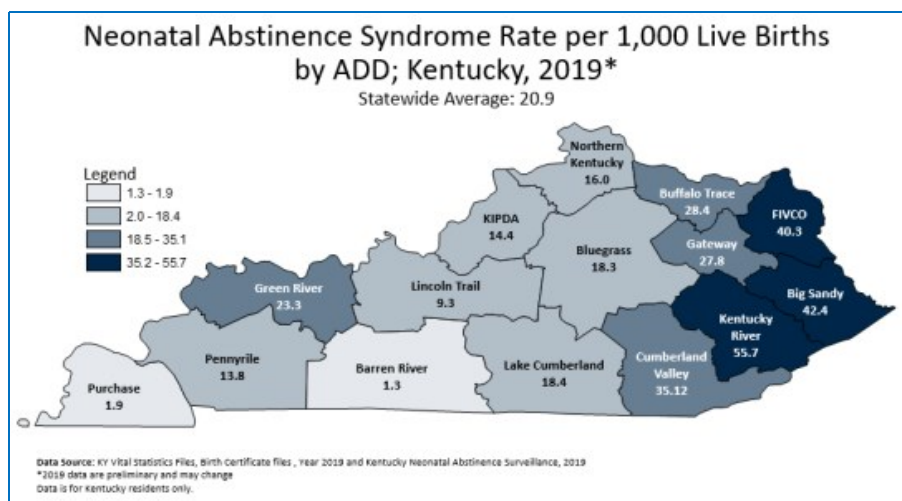 Neonatal Abstinence Syndrome Rate per 1,000 Live Births
by ADD; Kentucky, 2019*
Statewide Average: 20.9
Legend
1.3 - 1.9
2.0 - 18.4
18.5 - 35.1
35.2 - 55.7
Northern
Kentucky
16.0
Buffalo Trace
28.4
FIVCO
40.3
KIPDA
14.4
Gateway
27.8
Bluegrass
18.3
Green River
23.3
Lincoln Trail
9.3
Big Sandy
42.4
Kentucky
River
55.7
Pennyrile
13.8
Barren River
1.3
Lake Cumberland
18.4
Cumberland
Valley
35.12
Purchase
1.9
Data Source: KY Vital Statistics Files, Birth Certificate files , Year 2019 and Kentucky Neonatal Abstinence Surveillance, 2019
*2019 data are preliminary and may change
Data is for Kentucky residents only.